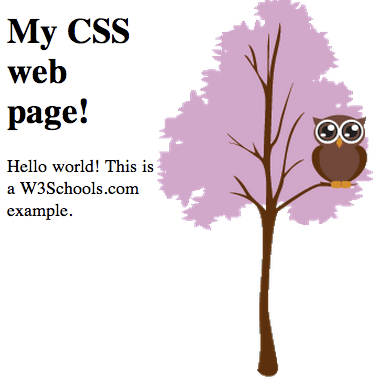 My CSS
web
page!
Hello world! This is
a W3Schools.com
example.